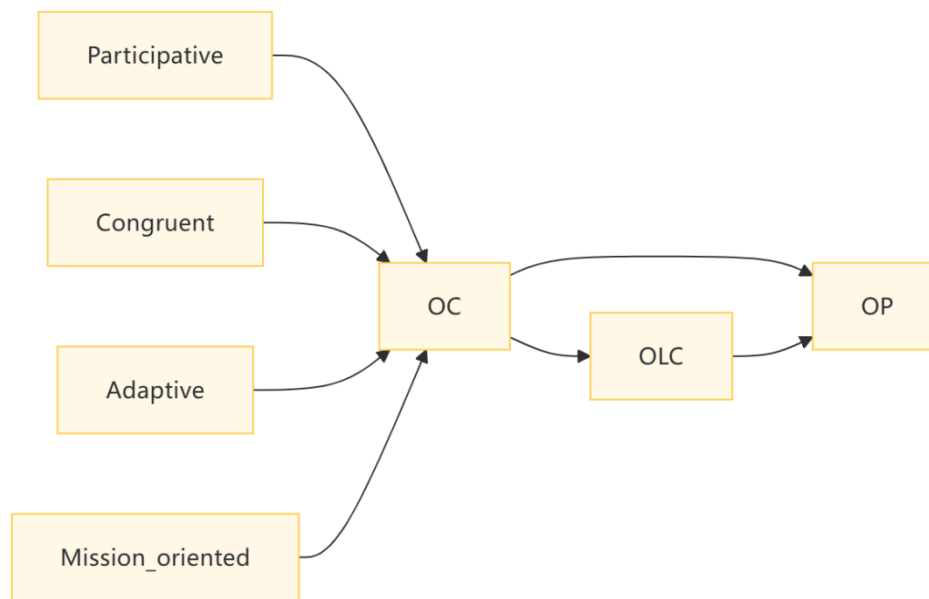 Participative
Congruent
OC
OP
OLC
Adaptive
Mission_oriented